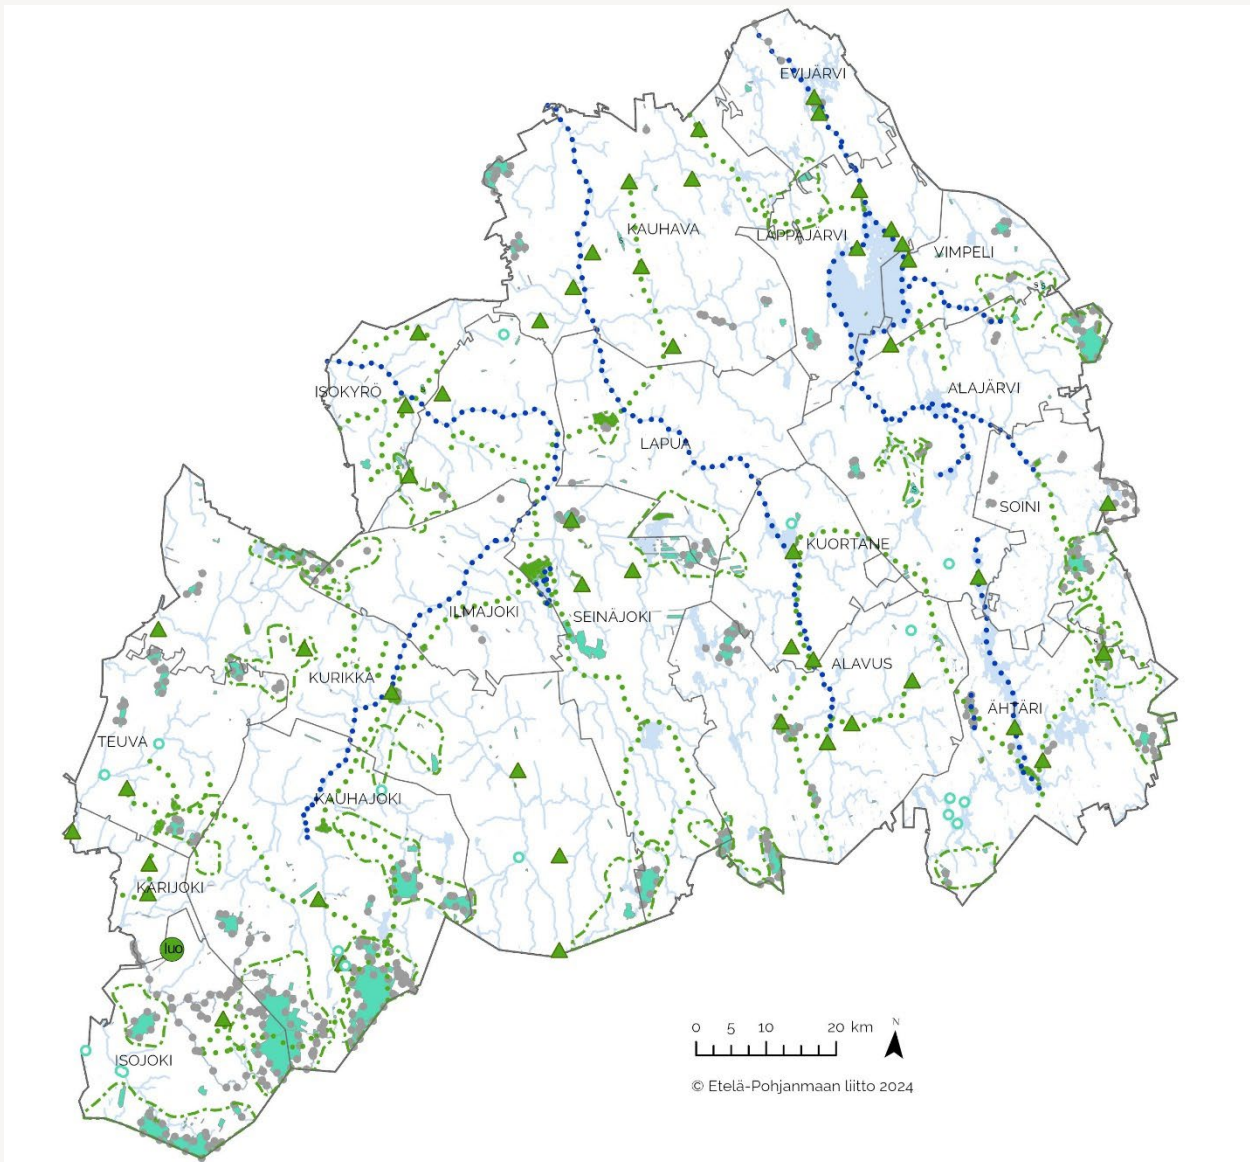 EVIJÄRVI
KAUHAVA
LAPPAJÄRVI
VIMPELI
s s
ISOKYRÖ
ALAJÄRVI
LAPUA
SOINI
KUORTANE
ILMAJOKI
SEINÄJOKI
ALAVUS
KURIKKA
ÄHTÄRI
TEUVA
KAUHAJOKI
KARIJOKI
luo
0 5 10 20 km N
ISOJOKI
© Etelä-Pohjanmaan liitto 2024